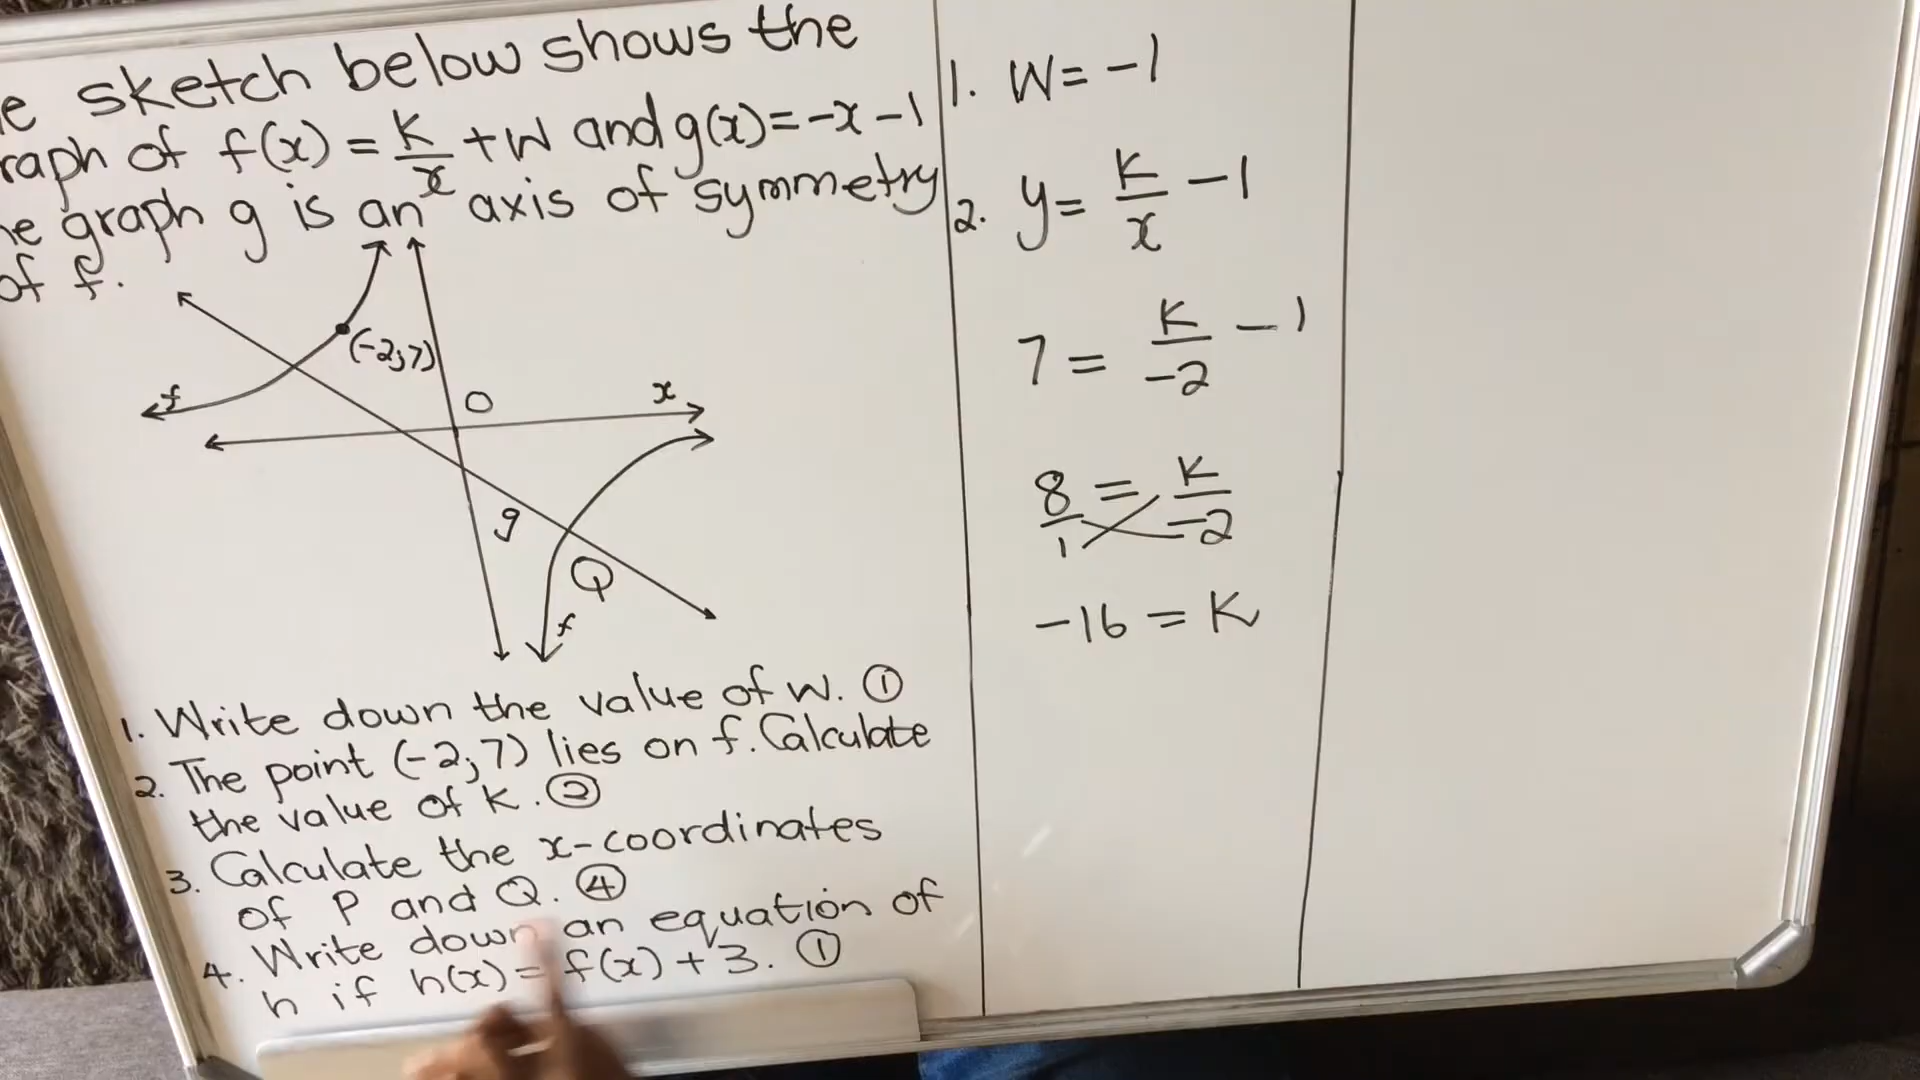 e sketch below shows the
raph of f(x) = K/x + W and g(x) = -x - 1
he graph g is an axis of symmetry
of f.
(-2;7)
f
O
x
g
Q
f
1. Write down the value of W. ①
2. The point (-2;7) lies on f. Calculate
the value of K. ②
3. Calculate the x-coordinates
of P and Q. ④
4. Write down an equation of
h if h(x) = f(x) + 3. ①
1. W = -1
2. y = K/x - 1
7 = K/-2 - 1
8/1 = K/-2
-16 = K